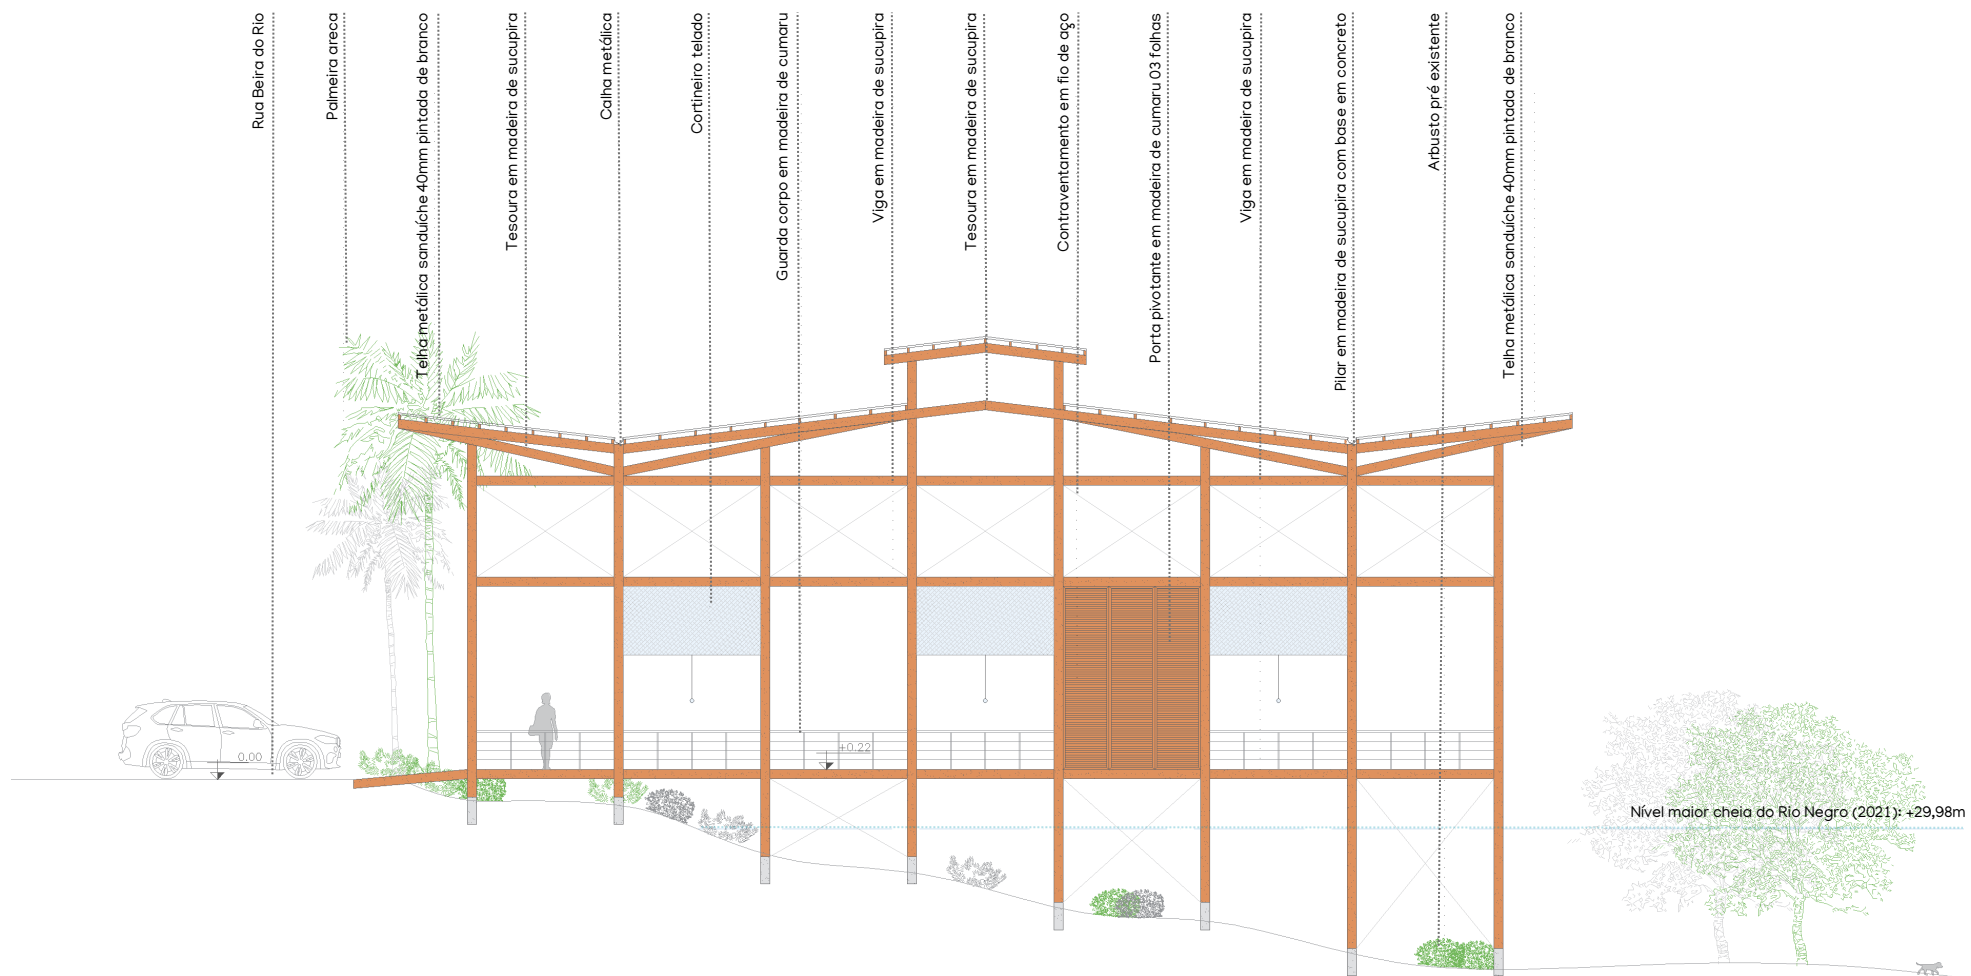 Rua Beira do Rio
Palmeira areca
Telha metálica sanduíche 40mm pintada de branco
Tesoura em madeira de sucupira
Calha metálica
Cortineiro telado
Guarda corpo em madeira de cumaru
Viga em madeira de sucupira
Tesoura em madeira de sucupira
Contraventamento em fio de aço
Porta pivotante em madeira de cumaru 03 folhas
Viga em madeira de sucupira
Pilar em madeira de sucupira com base em concreto
Arbusto pré existente
Telha metálica sanduíche 40mm pintada de branco
0,00
+0.22
Nível maior cheia do Rio Negro (2021): +29,98m